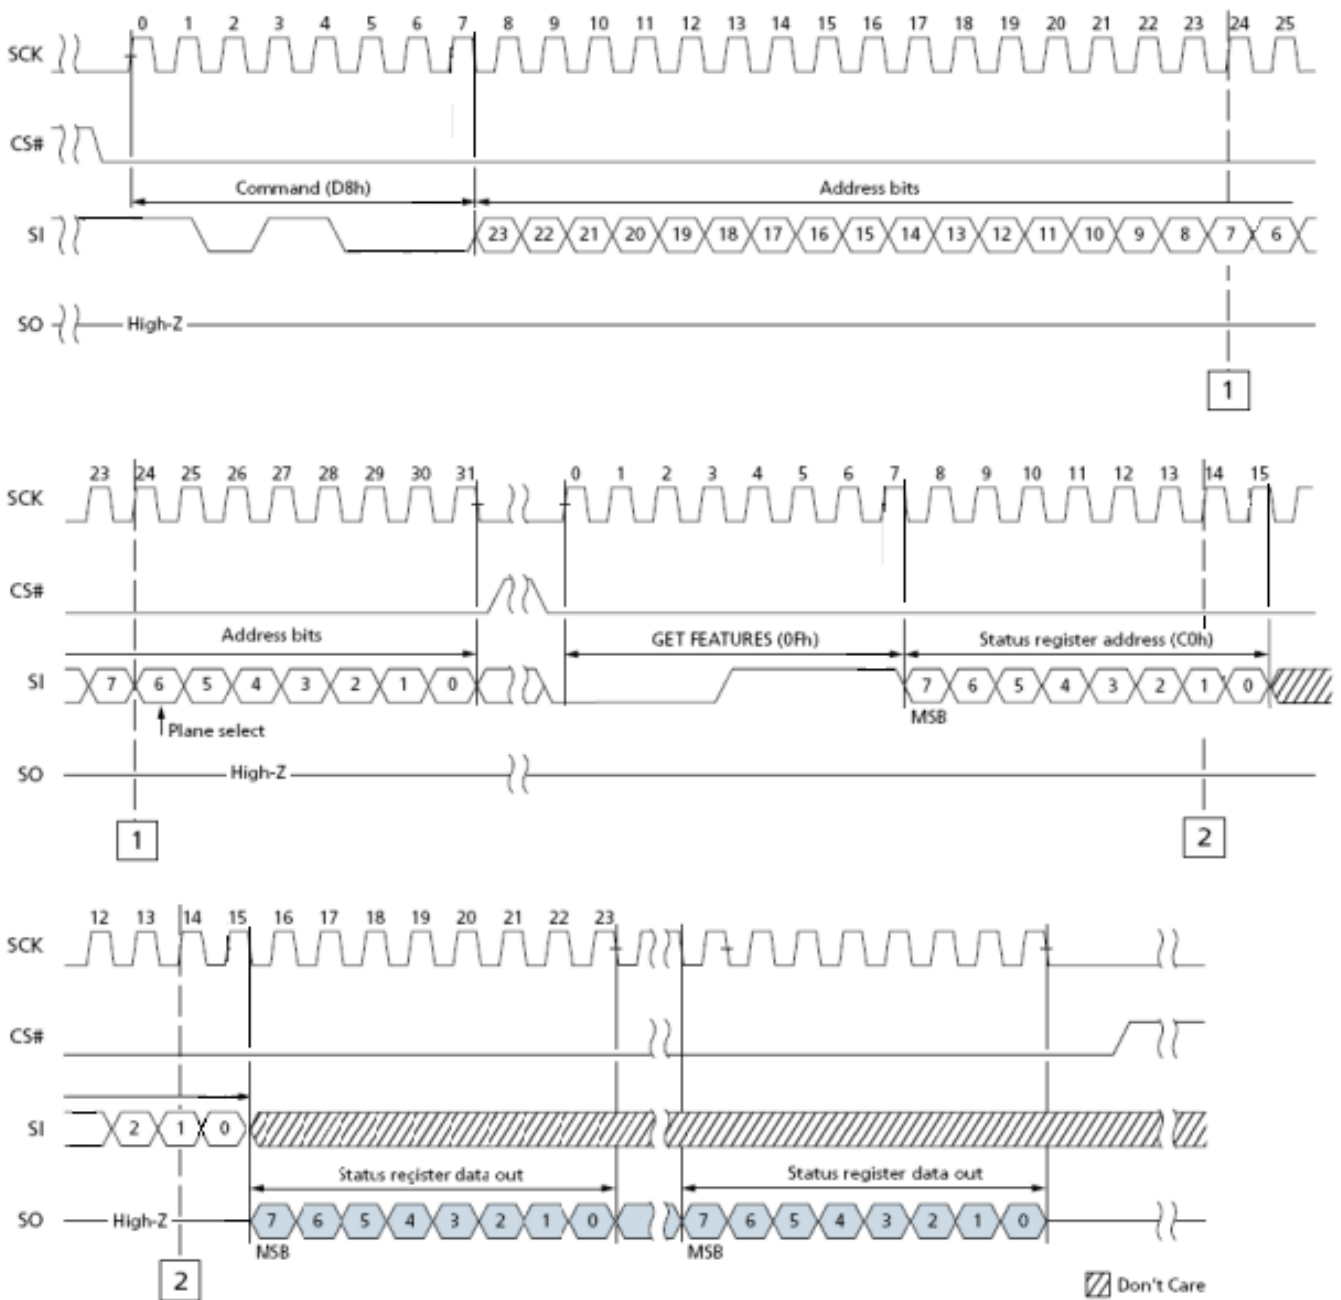 0 1 2 3 4 5 6 7 8 9 10 11 12 13 14 15 16 17 18 19 20 21 22 23 24 25
SCK
CS#
Command (D8h) Address bits
SI 23 22 21 20 19 18 17 16 15 14 13 12 11 10 9 8 7 6
SO High-Z
1
23 24 25 26 27 28 29 30 31 0 1 2 3 4 5 6 7 8 9 10 11 12 13 14 15
SCK
CS#
Address bits GET FEATURES (0Fh) Status register address (C0h)
SI 7 6 5 4 3 2 1 0 7 6 5 4 3 2 1 0
MSB
Plane select
SO High-Z
1 2
12 13 14 15 16 17 18 19 20 21 22 23
SCK
CS#
SI 2 1 0
Status register data out Status register data out
SO High-Z 7 6 5 4 3 2 1 0 7 6 5 4 3 2 1 0
MSB MSB
2
Don't Care